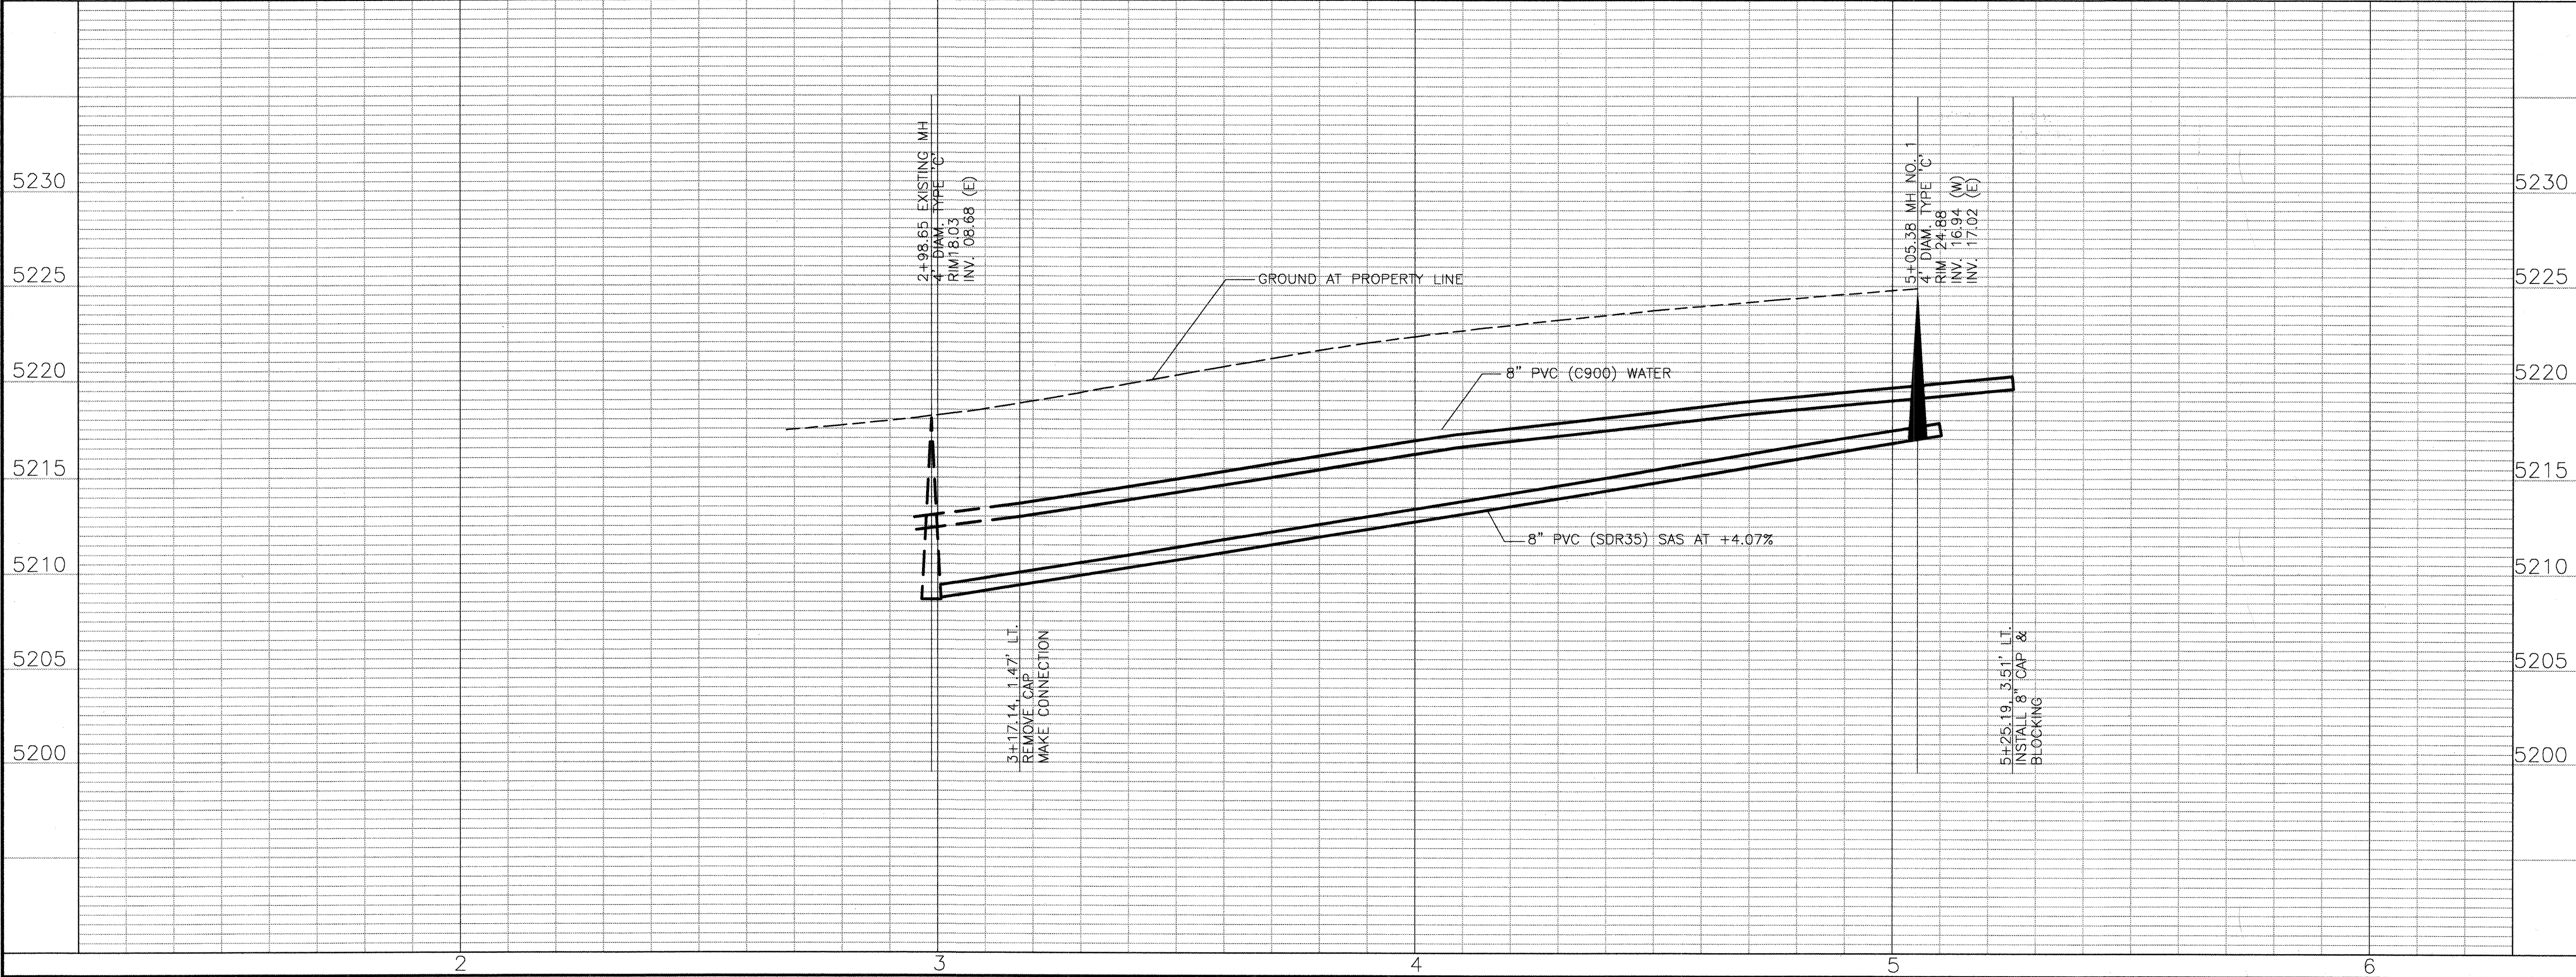 5230
5225
5220
5215
5210
5205
5200
2+98.65 EXISTING MH
4' DIAM. TYPE 'C'
RIM18.03
INV. 08.68 (E)
GROUND AT PROPERTY LINE
8" PVC (C900) WATER
8" PVC (SDR35) SAS AT +4.07%
3+17.14, 1.47' LT.
REMOVE CAP
MAKE CONNECTION
5+05.38 MH NO. 1
4' DIAM. TYPE 'C'
RIM 24.88
INV. 16.94 (W)
INV. 17.02 (E)
5+25.19, 3.51' LT.
INSTALL 8" CAP &
BLOCKING
5230
5225
5220
5215
5210
5205
5200
2 3 4 5 6